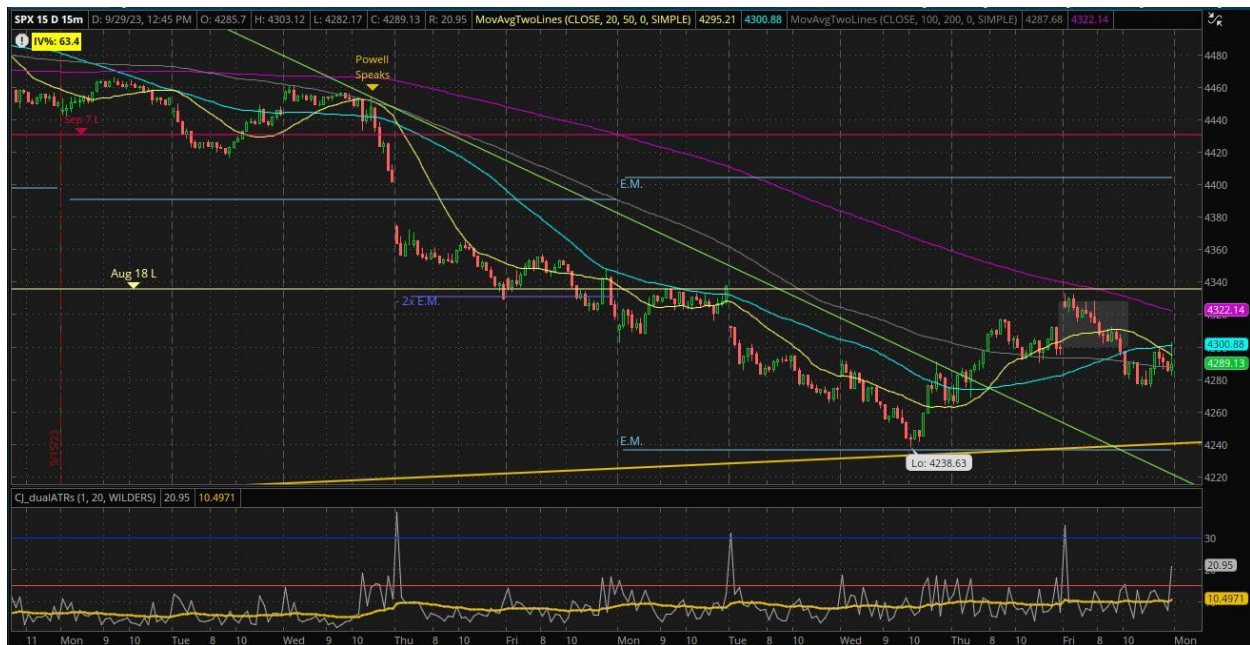 SPX 15 D 15m D: 9/29/23, 12:45 PM O: 4285.7 H: 4303.12 L: 4282.17 C: 4289.13 R: 20.95 MovAvgTwoLines (CLOSE, 20, 50, 0, SIMPLE) 4295.21 4300.88 MovAvgTwoLines (CLOSE, 100, 200, 0, SIMPLE) 4287.68 4322.14
IV%: 63.4
Powell
Speaks
Sep 7 L
E.M.
Aug 18 L
- 2x E.M.
E.M.
9/15/23
Lo: 4238.63
4480
4460
4440
4420
4400
4380
4360
4340
4322.14
4300.88
4289.13
4280
4260
4240
4220
CJ_dualATRs (1, 20, WILDERS) 20.95 10.4971
30
20.95
10.4971
11 Mon 9 10 Tue 8 10 Wed 9 10 Thu 8 10 Fri 8 10 Mon 9 10 Tue 8 10 Wed 9 10 Thu 8 10 Fri 8 10 Mon